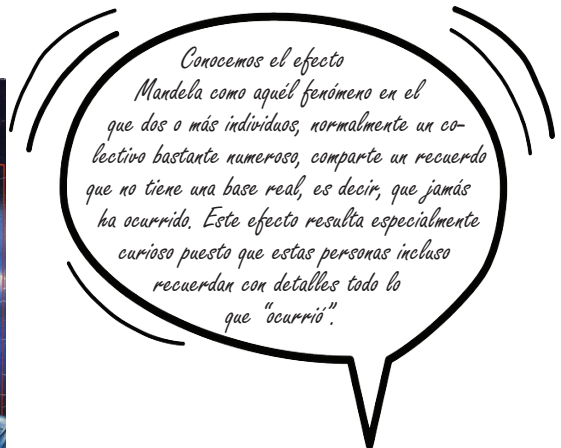 Conocemos el efecto
Mandela como aquél fenómeno en el
que dos o más individuos, normalmente un co-
lectivo bastante numeroso, comparte un recuerdo
que no tiene una base real, es decir, que jamás
ha ocurrido. Este efecto resulta especialmente
curioso puesto que estas personas incluso
recuerdan con detalles todo lo
que “ocurrió”.